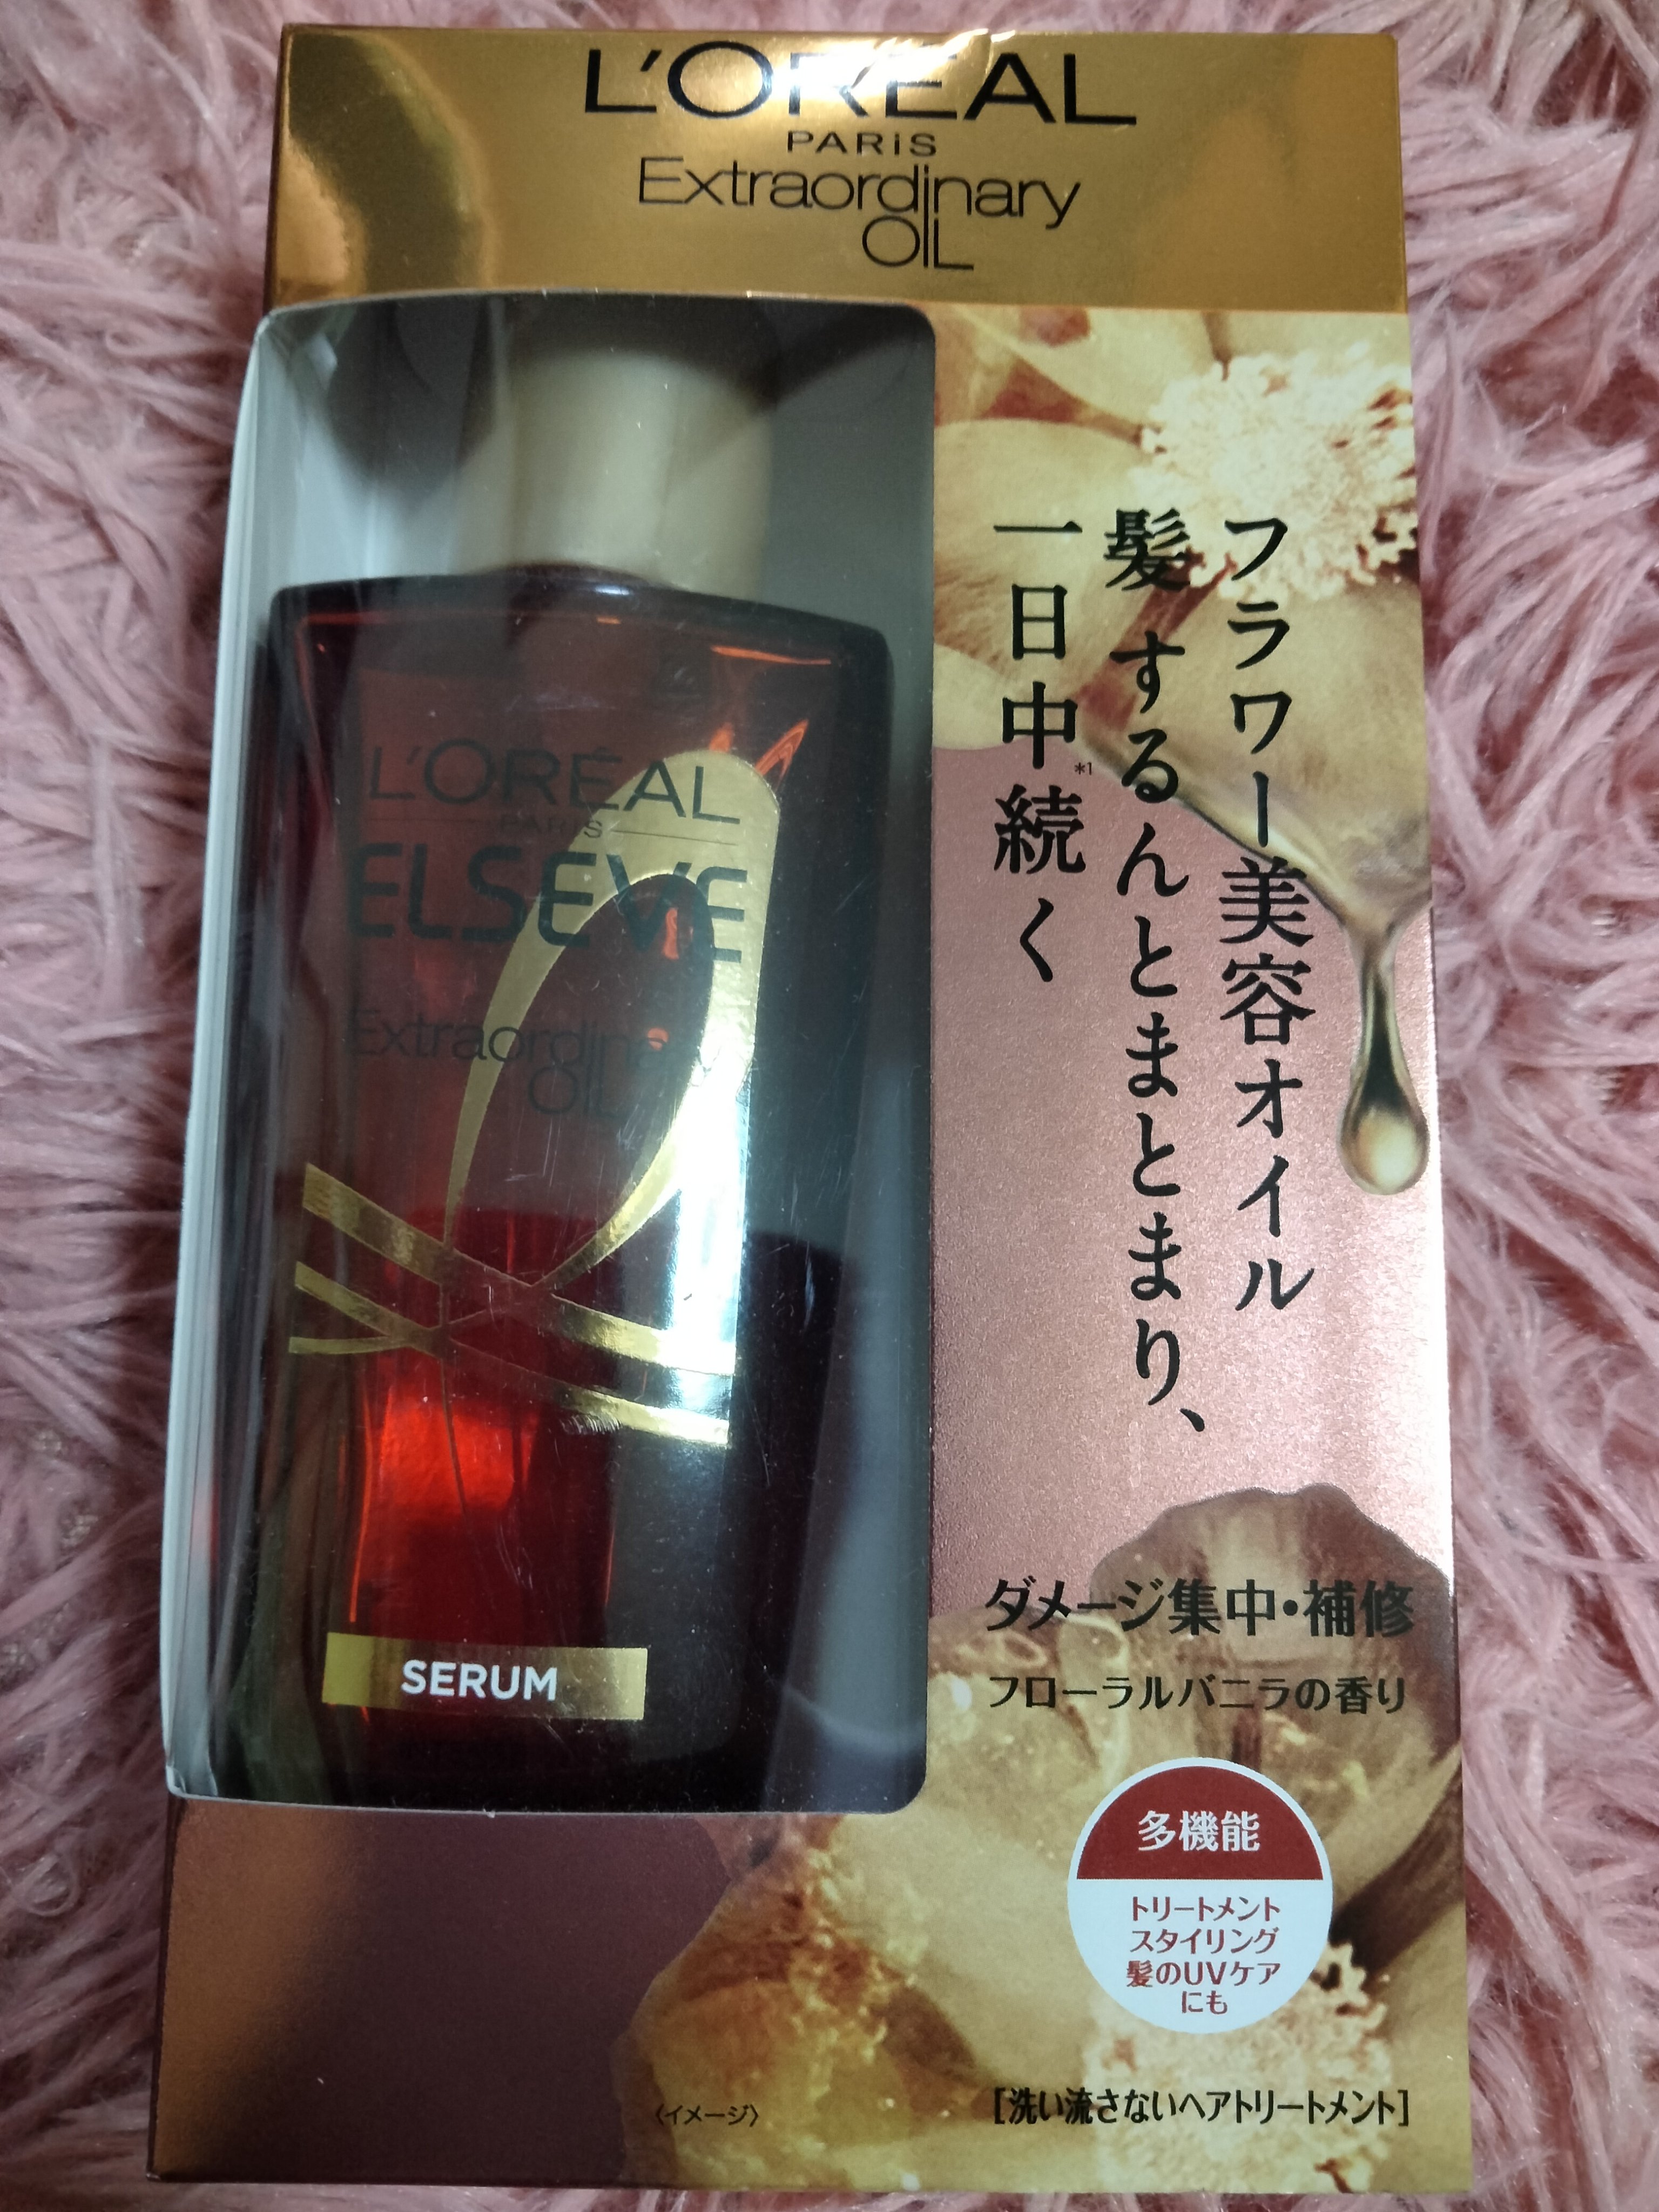 L'ORÉAL
PARIS
Extraordinary
OIL
フラワー美容オイル
髪するんとまとまり、
一日中*1続く
L'ORÉAL
PARIS
ELSEVE
Extraordinary
OIL
SERUM
ダメージ集中・補修
フローラルバニラの香り
多機能
トリートメント
スタイリング
髪のUVケア
にも
〈イメージ〉
[洗い流さないヘアトリートメント]